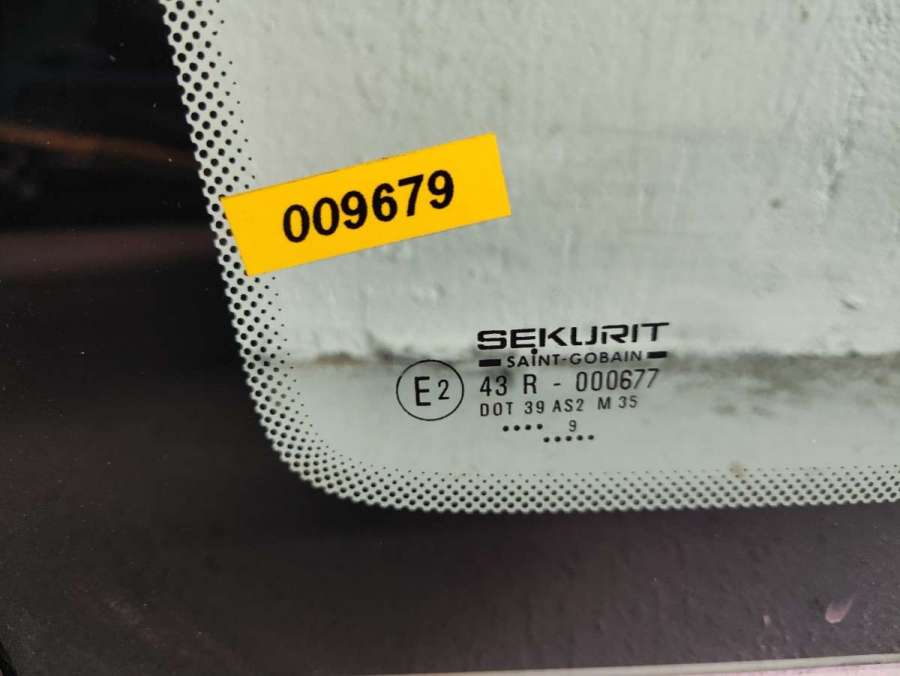 009679
SEKURIT
SAINT-GOBAIN
E2 43 R - 000677
DOT 39 AS2 M 35
.... 9
.....